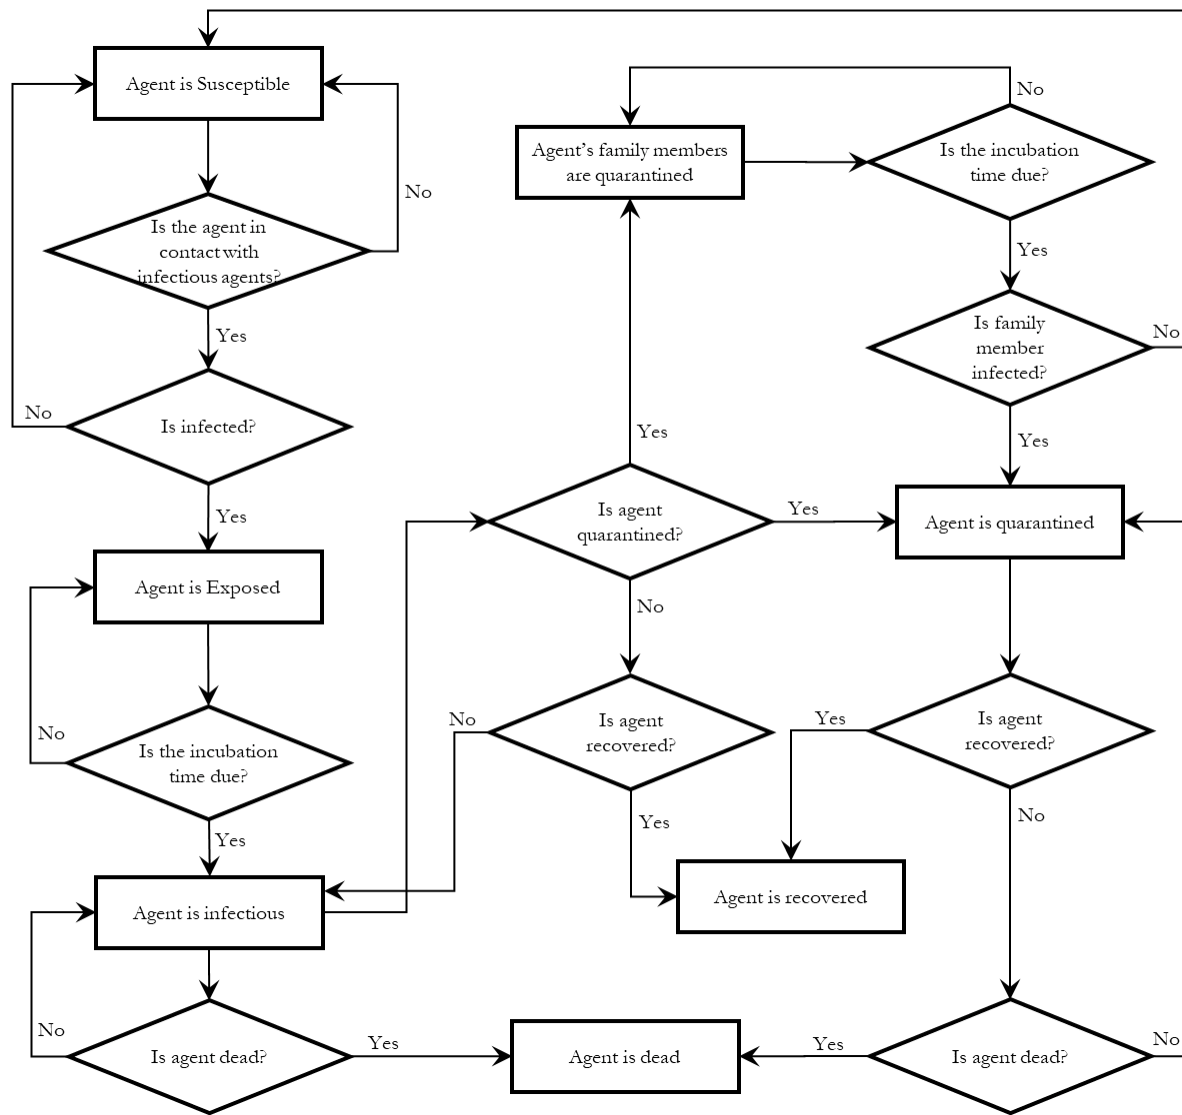 Agent is Susceptible
No
Is the agent in
contact with
infectious agents?
Yes
No
Is infected?
Yes
Agent is Exposed
No
Is the incubation
time due?
Yes
Agent is infectious
No
Is agent dead?
Yes
Agent's family members
are quarantined
No
Is the incubation
time due?
Yes
Is family
member
infected?
No
Yes
Yes
Is agent
quarantined?
Yes
Agent is quarantined
No
No
Is agent
recovered?
Yes
Yes
Is agent
recovered?
No
Agent is recovered
Agent is dead
Yes
Is agent dead?
No